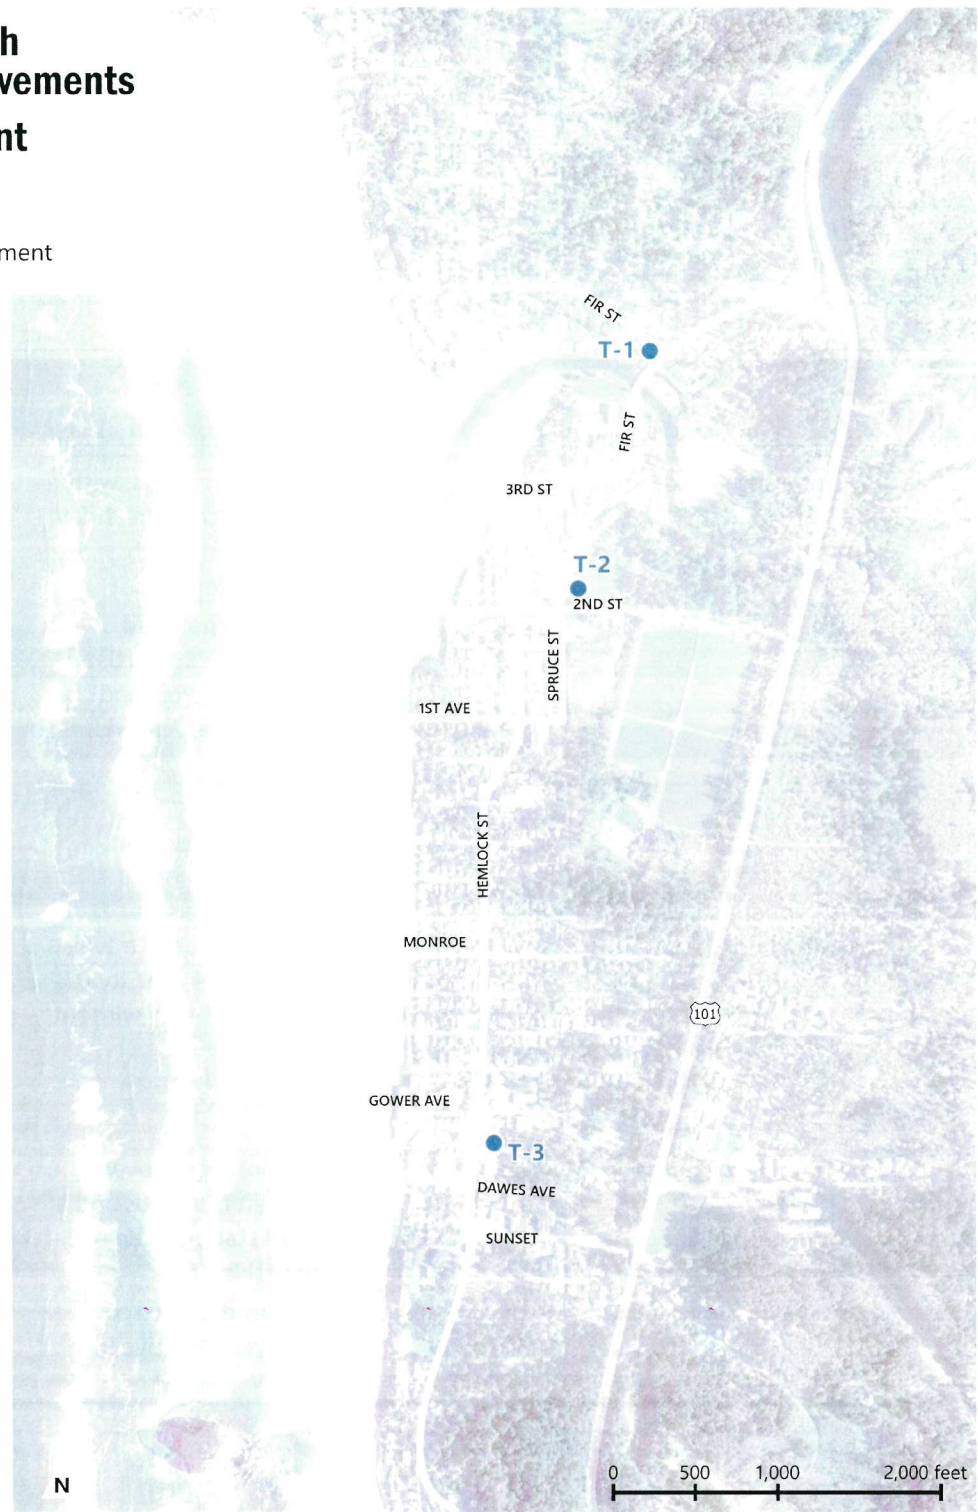 h
vements
nt
ment
FIR ST
T-1
FIR ST
3RD ST
T-2
2ND ST
SPRUCE ST
1ST AVE
HEMLOCK ST
MONROE
101
GOWER AVE
T-3
DAWES AVE
SUNSET
0 500 1,000 2,000 feet
N